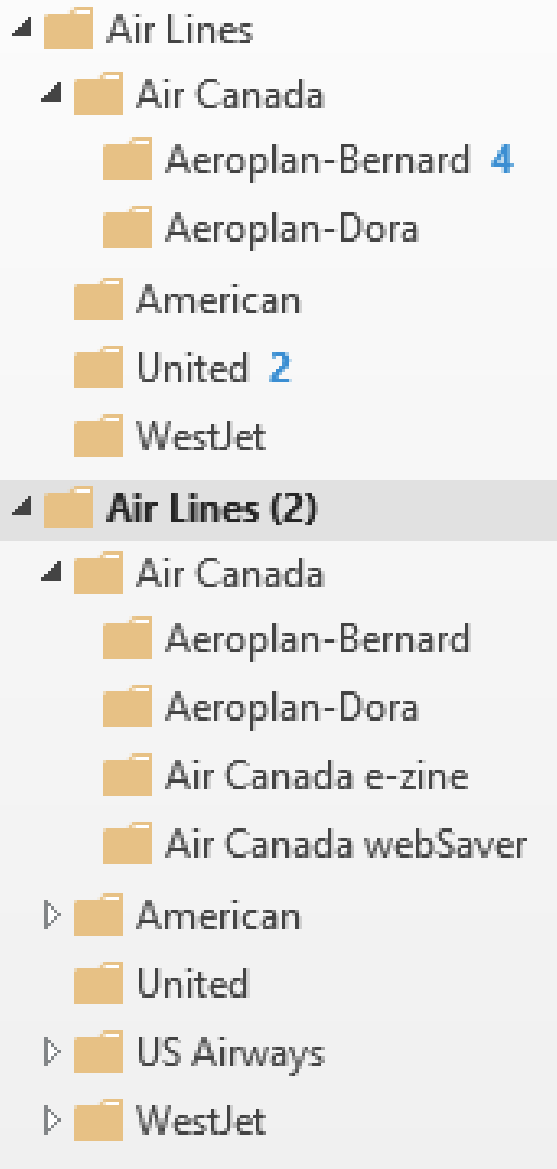 Air Lines
Air Canada
Aeroplan-Bernard 4
Aeroplan-Dora
American
United 2
WestJet
Air Lines (2)
Air Canada
Aeroplan-Bernard
Aeroplan-Dora
Air Canada e-zine
Air Canada webSaver
American
United
US Airways
WestJet